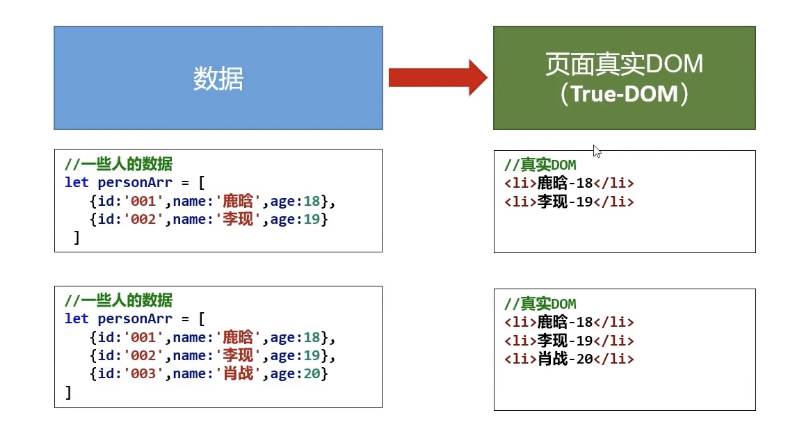 数据
页面真实DOM
（True-DOM）
//一些人的数据
let personArr = [
{id:'001',name:'鹿晗',age:18},
{id:'002',name:'李现',age:19}
]
//真实DOM
<li>鹿晗-18</li>
<li>李现-19</li>
//一些人的数据
let personArr = [
{id:'001',name:'鹿晗',age:18},
{id:'002',name:'李现',age:19},
{id:'003',name:'肖战',age:20}
]
//真实DOM
<li>鹿晗-18</li>
<li>李现-19</li>
<li>肖战-20</li>